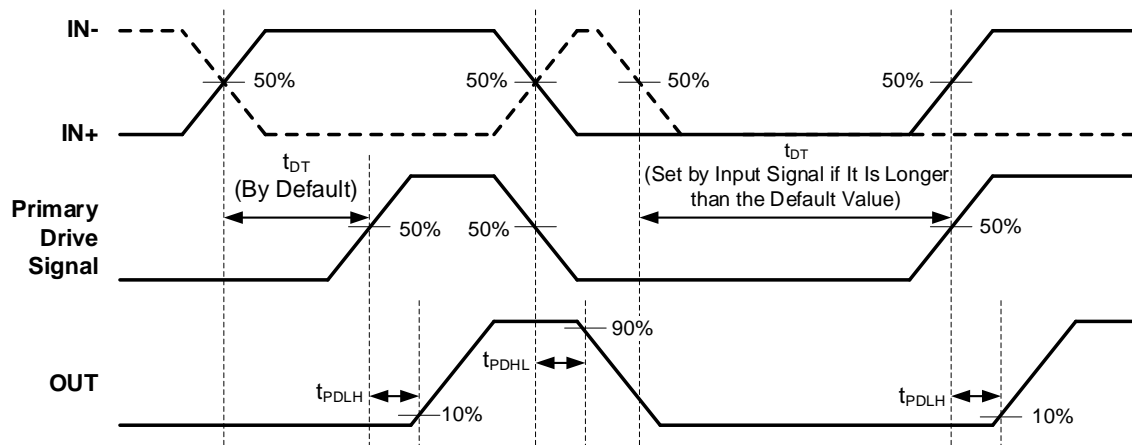 IN-
50%
50%
50%
50%
IN+
tDT
(By Default)
tDT
(Set by Input Signal if It Is Longer
than the Default Value)
Primary
Drive
Signal
50%
50%
50%
90%
tPDHL
OUT
tPDLH
10%
tPDLH
10%